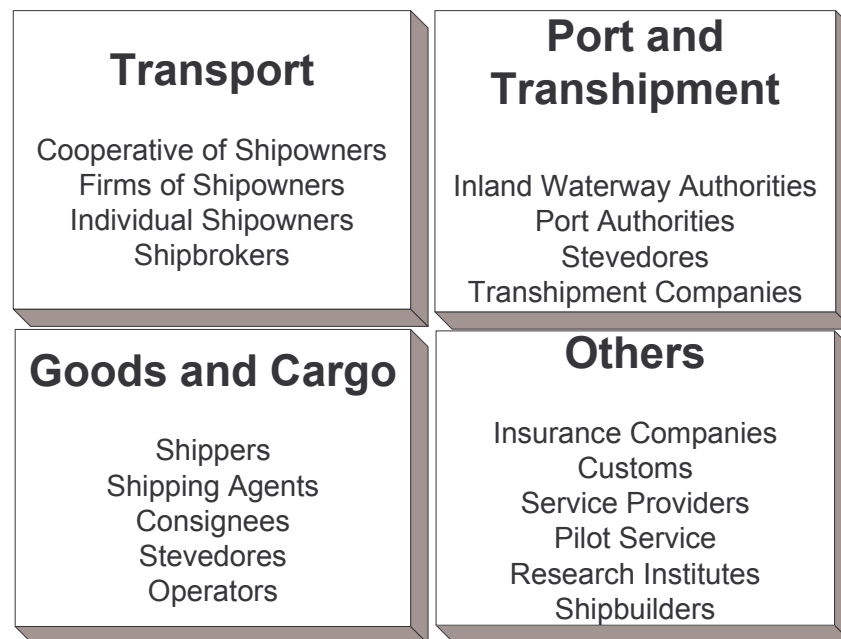 Transport
Cooperative of Shipowners
Firms of Shipowners
Individual Shipowners
Shipbrokers
Port and
Transhipment
Inland Waterway Authorities
Port Authorities
Stevedores
Transhipment Companies
Goods and Cargo
Shippers
Shipping Agents
Consignees
Stevedores
Operators
Others
Insurance Companies
Customs
Service Providers
Pilot Service
Research Institutes
Shipbuilders